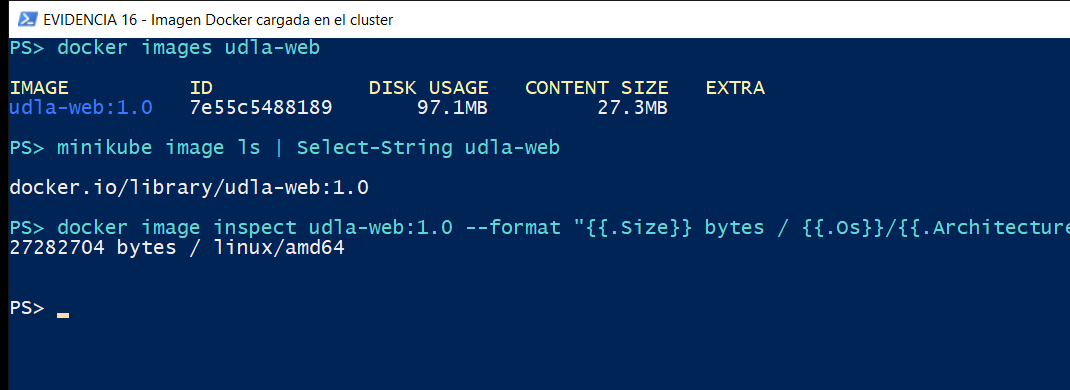 EVIDENCIA 16 - Imagen Docker cargada en el cluster
PS> docker images udla-web
IMAGE ID DISK USAGE CONTENT SIZE EXTRA
udla-web:1.0 7e55c5488189 97.1MB 27.3MB
PS> minikube image ls | Select-String udla-web
docker.io/library/udla-web:1.0
PS> docker image inspect udla-web:1.0 --format "{{.Size}} bytes / {{.Os}}/{{.Architecture
27282704 bytes / linux/amd64
PS>